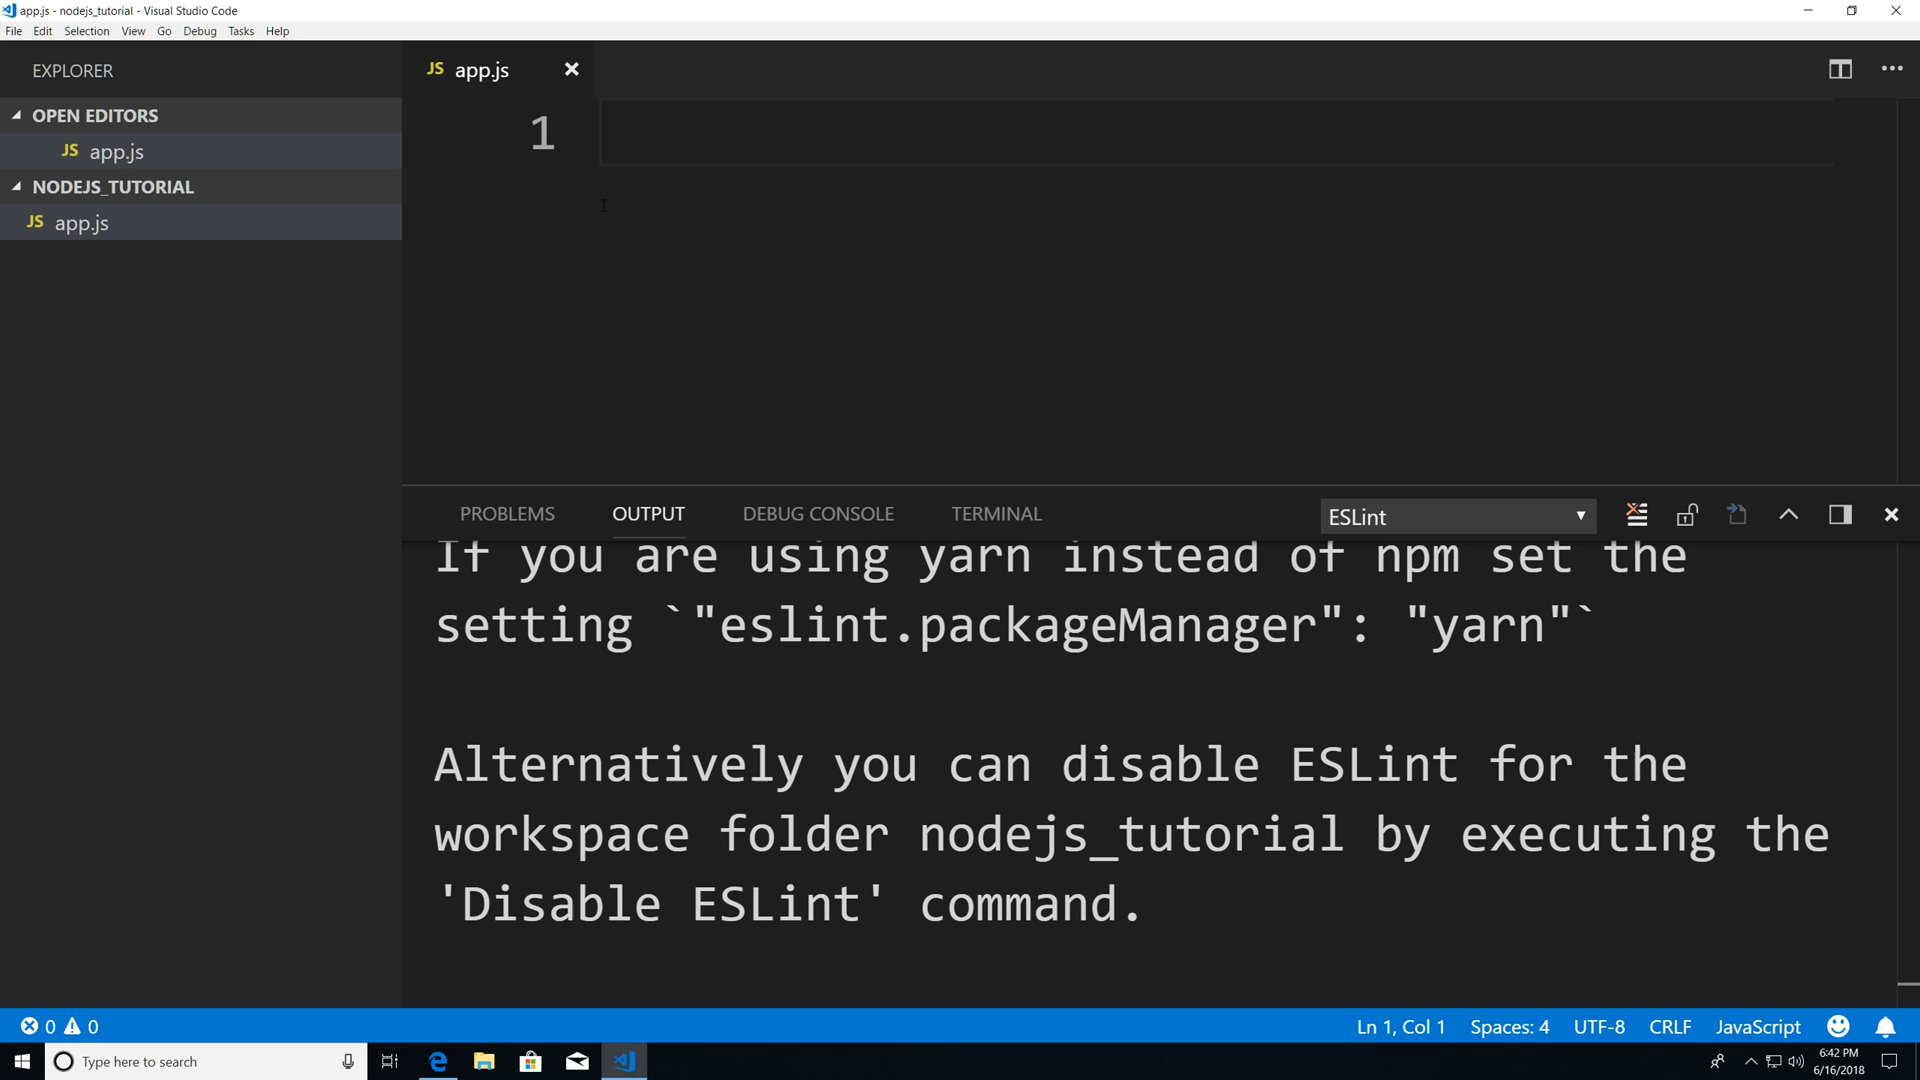 app.js - nodejs_tutorial - Visual Studio Code
File Edit Selection View Go Debug Tasks Help
EXPLORER
OPEN EDITORS
JS app.js
NODEJS_TUTORIAL
JS app.js
JS app.js
1
PROBLEMS OUTPUT DEBUG CONSOLE TERMINAL ESLint
If you are using yarn instead of npm set the
setting `"eslint.packageManager": "yarn"`
Alternatively you can disable ESLint for the
workspace folder nodejs_tutorial by executing the
'Disable ESLint' command.
0 0 Ln 1, Col 1 Spaces: 4 UTF-8 CRLF JavaScript
Type here to search
6:42 PM
6/16/2018